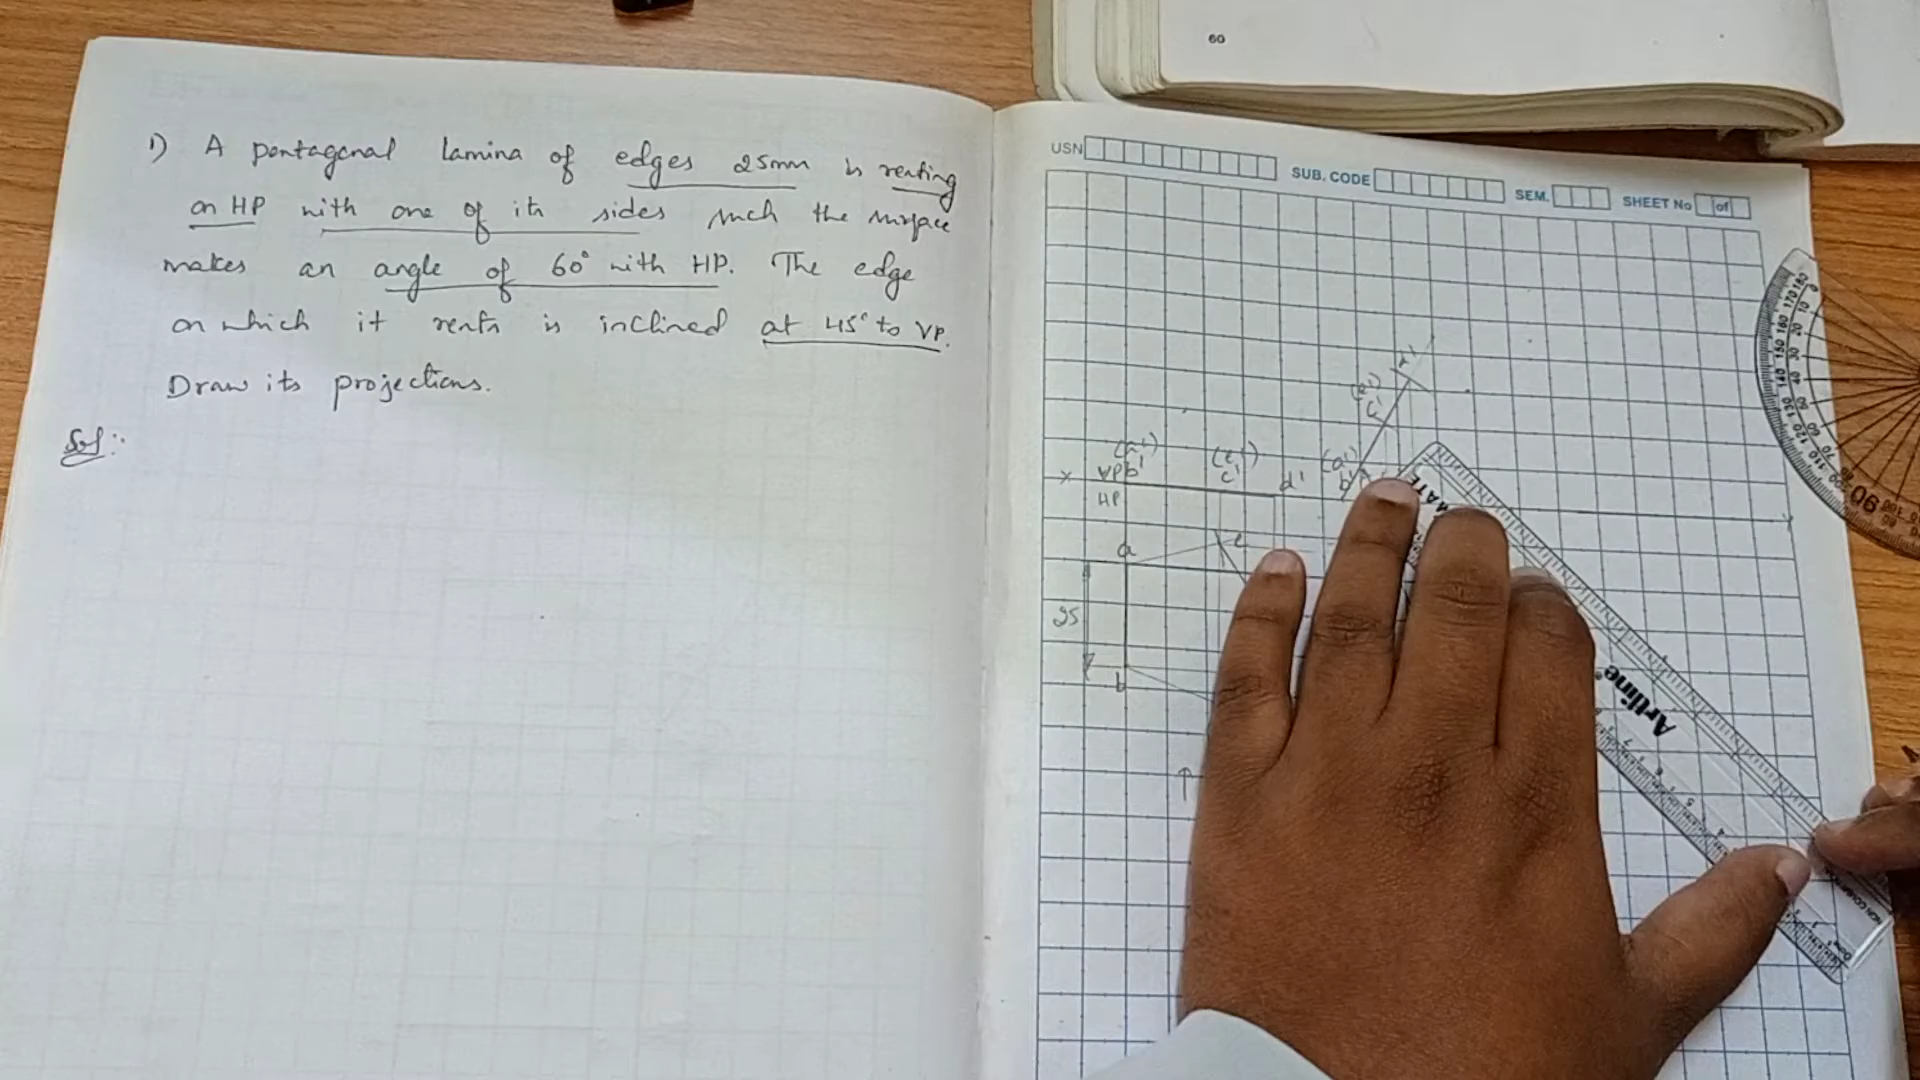 60
1) A pentagonal lamina of edges 25mm is resting
on HP with one of its sides such the surface
makes an angle of 60° with HP. The edge
on which it rests is inclined at 45° to VP.
Draw its projections.
Sol:-
USN SUB. CODE SEM. SHEET No of
d'
(e')
c'
(a') (e') (a')
X VP b' c' d' b'
HP
a e
25
b
Artline